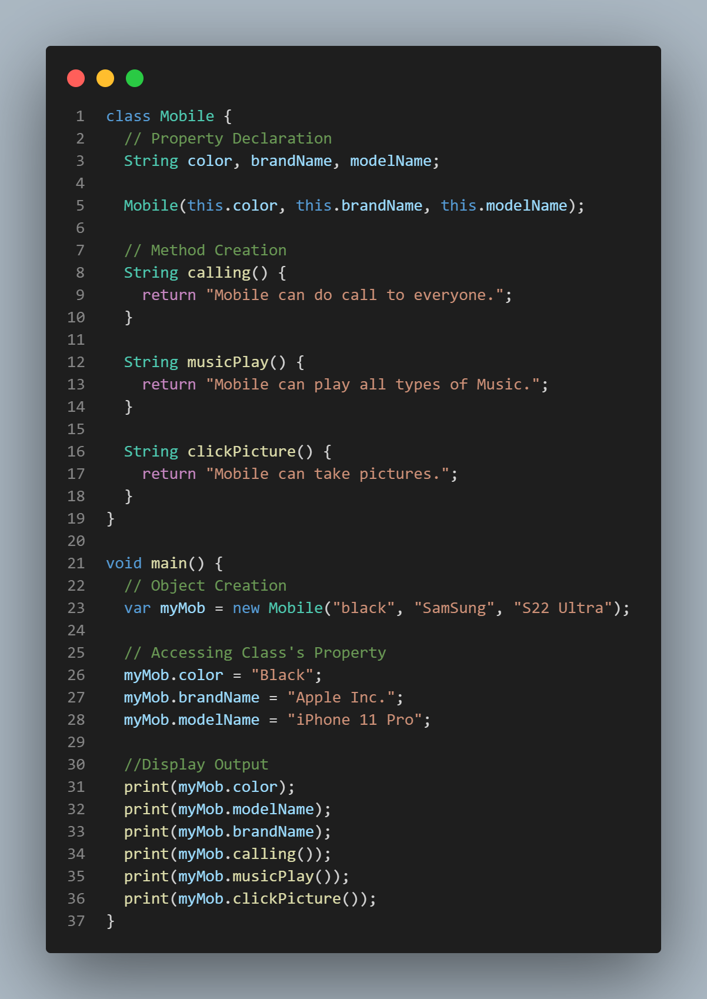 1 class Mobile {
2   // Property Declaration
3   String color, brandName, modelName;
4
5   Mobile(this.color, this.brandName, this.modelName);
6
7   // Method Creation
8   String calling() {
9     return "Mobile can do call to everyone.";
10   }
11
12   String musicPlay() {
13     return "Mobile can play all types of Music.";
14   }
15
16   String clickPicture() {
17     return "Mobile can take pictures.";
18   }
19 }
20
21 void main() {
22   // Object Creation
23   var myMob = new Mobile("black", "SamSung", "S22 Ultra");
24
25   // Accessing Class's Property
26   myMob.color = "Black";
27   myMob.brandName = "Apple Inc.";
28   myMob.modelName = "iPhone 11 Pro";
29
30   //Display Output
31   print(myMob.color);
32   print(myMob.modelName);
33   print(myMob.brandName);
34   print(myMob.calling());
35   print(myMob.musicPlay());
36   print(myMob.clickPicture());
37 }